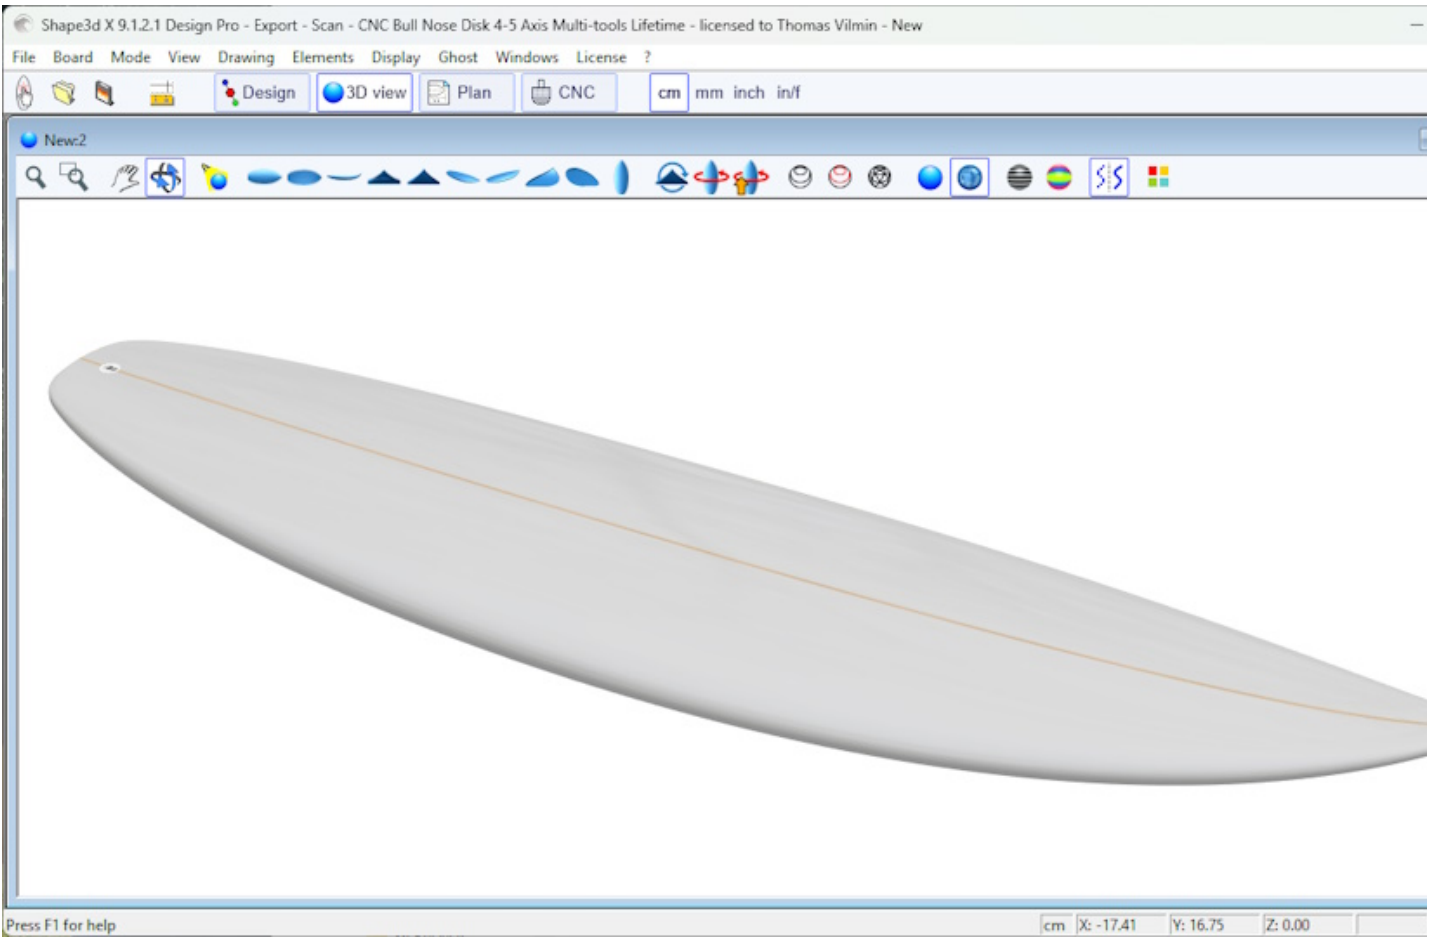 Shape3d X 9.1.2.1 Design Pro - Export - Scan - CNC Bull Nose Disk 4-5 Axis Multi-tools Lifetime - licensed to Thomas Vilmin - New
File Board Mode View Drawing Elements Display Ghost Windows License ?
Design 3D view Plan CNC cm mm inch in/f
New:2
Press F1 for help cm X: -17.41 Y: 16.75 Z: 0.00